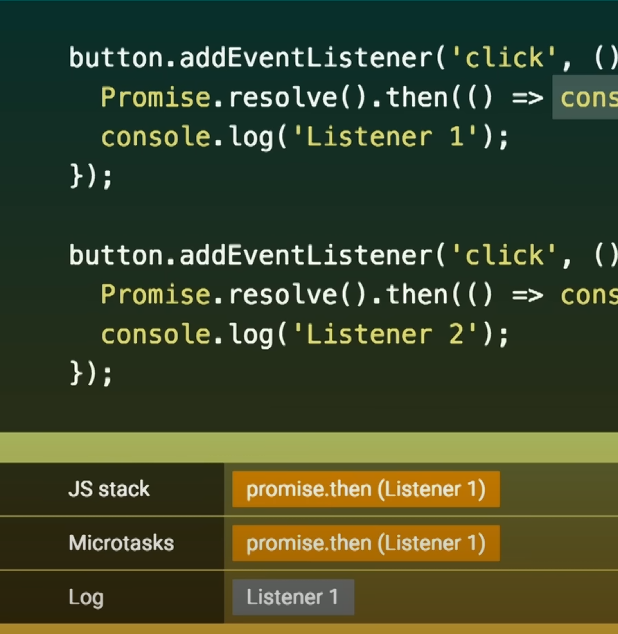 button.addEventListener('click', ()
Promise.resolve().then(() => cons
console.log('Listener 1');
});
button.addEventListener('click', ()
Promise.resolve().then(() => cons
console.log('Listener 2');
});
JS stack promise.then (Listener 1)
Microtasks promise.then (Listener 1)
Log Listener 1